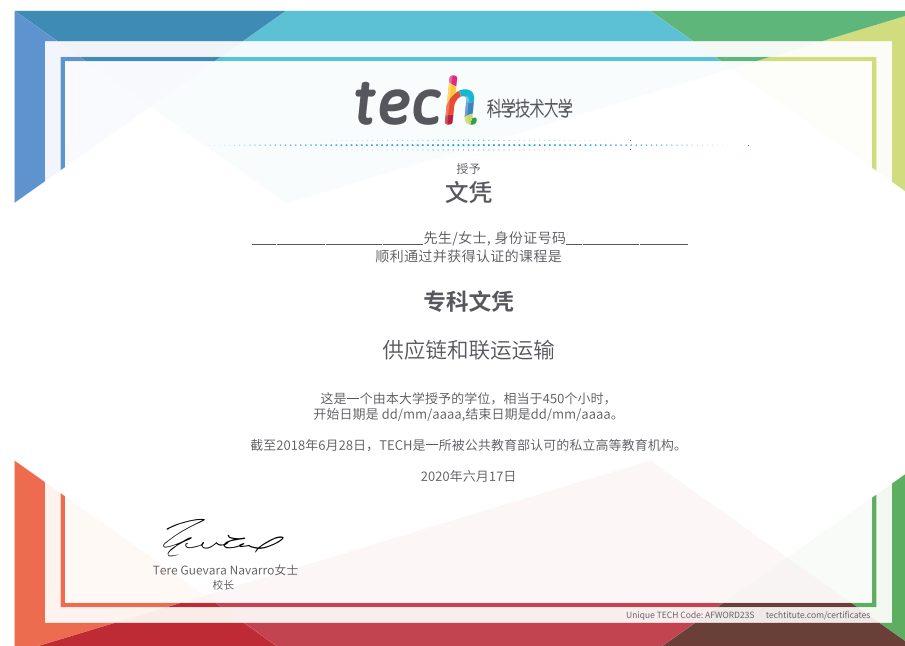 tech 科学技术大学
授予
文凭
______________________先生/女士, 身份证号码________________
顺利通过并获得认证的课程是
专科文凭
供应链和联运运输
这是一个由本大学授予的学位，相当于450个小时，
开始日期是 dd/mm/aaaa,结束日期是dd/mm/aaaa。
截至2018年6月28日，TECH是一所被公共教育部认可的私立高等教育机构。
2020年六月17日
Tere Guevara Navarro女士
校长
Unique TECH Code: AFWORD23S techtitute.com/certificates